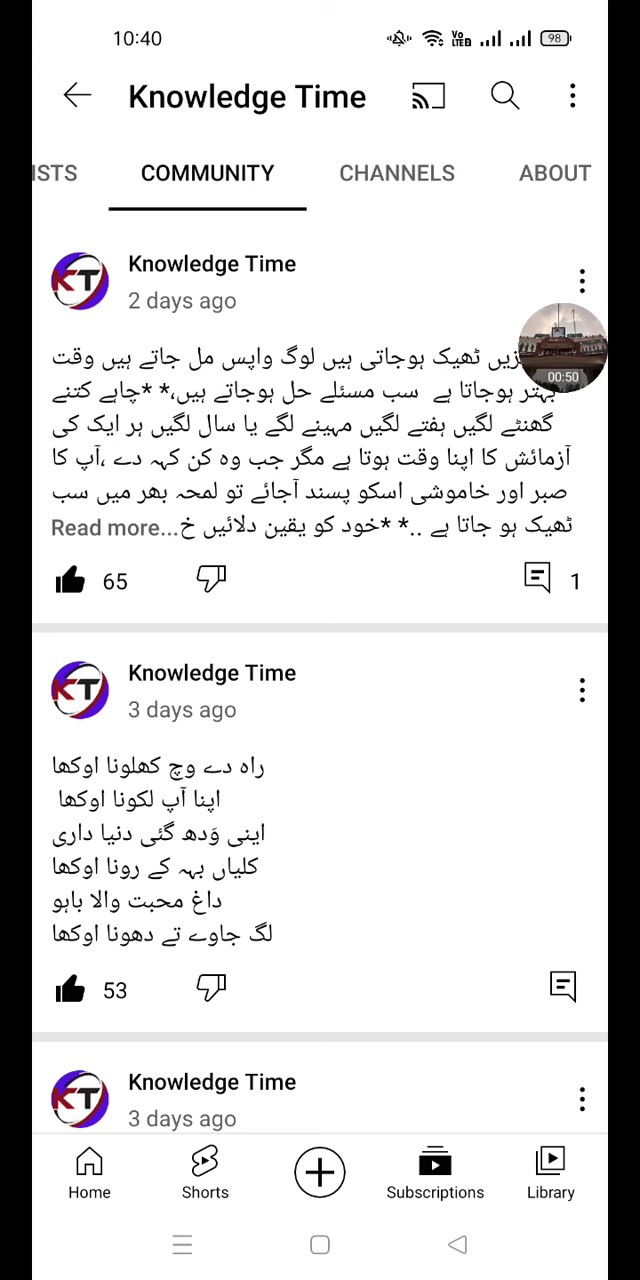 10:40
Vo
LTE2
98
Knowledge Time
ISTS COMMUNITY CHANNELS ABOUT
KT
Knowledge Time
2 days ago
00:50
ٹھیک ہوجاتی ہیں لوگ واپس مل جاتے ہیں وقت
بہتر ہوجاتا ہے سب مسئلے حل ہوجاتے ہیں،* *چاہے کتنے
گھنٹے لگیں ہفتے لگیں مہینے لگے یا سال لگیں ہر ایک کی
آزمائش کا اپنا وقت ہوتا ہے مگر جب وہ کن کہہ دے ،آپ کا
صبر اور خاموشی اسکو پسند آجائے تو لمحہ بھر میں سب
ٹھیک ہو جاتا ہے ..* *خود کو یقین دلائیں خ...Read more
65 1
KT
Knowledge Time
3 days ago
راہ دے وچ کھلونا اوکھا
اپنا آپ لکونا اوکھا
اینی وَدھ گئی دنیا داری
کلیاں بہہ کے رونا اوکھا
داغ محبت والا باہو
لگ جاوے تے دھونا اوکھا
53
KT
Knowledge Time
3 days ago
Home Shorts Subscriptions Library